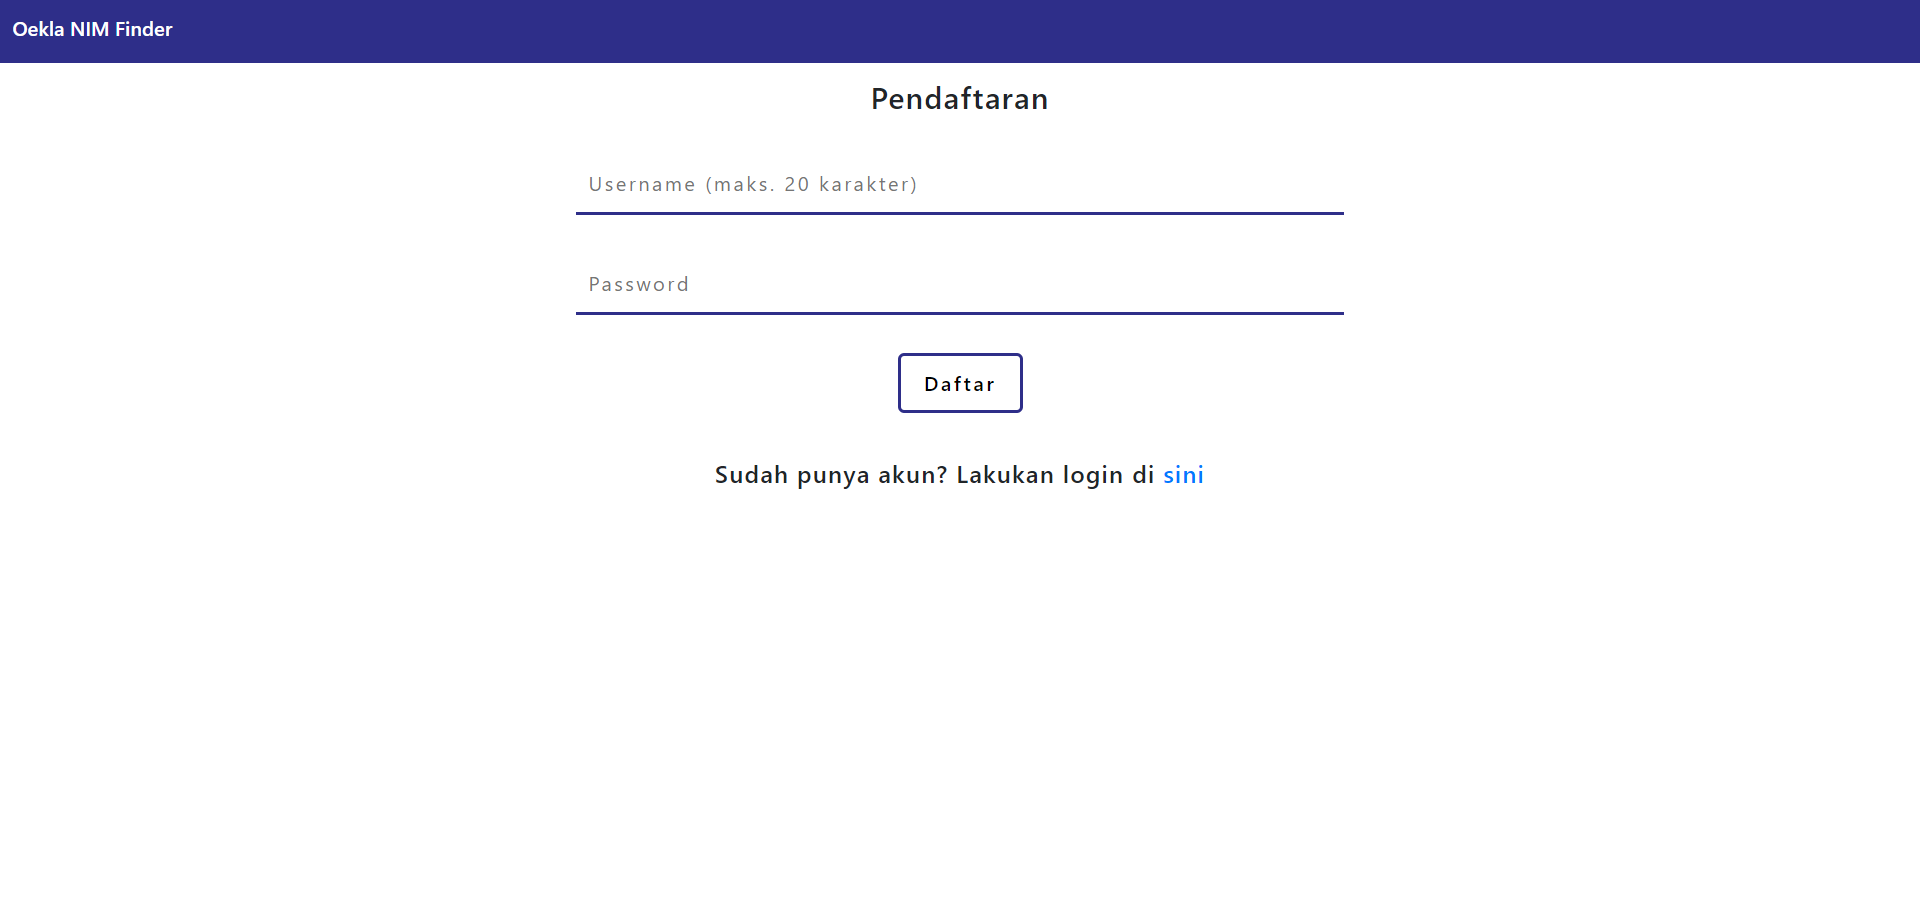 Oekla NIM Finder
Pendaftaran
Username (maks. 20 karakter)
Password
Daftar
Sudah punya akun? Lakukan login di sini